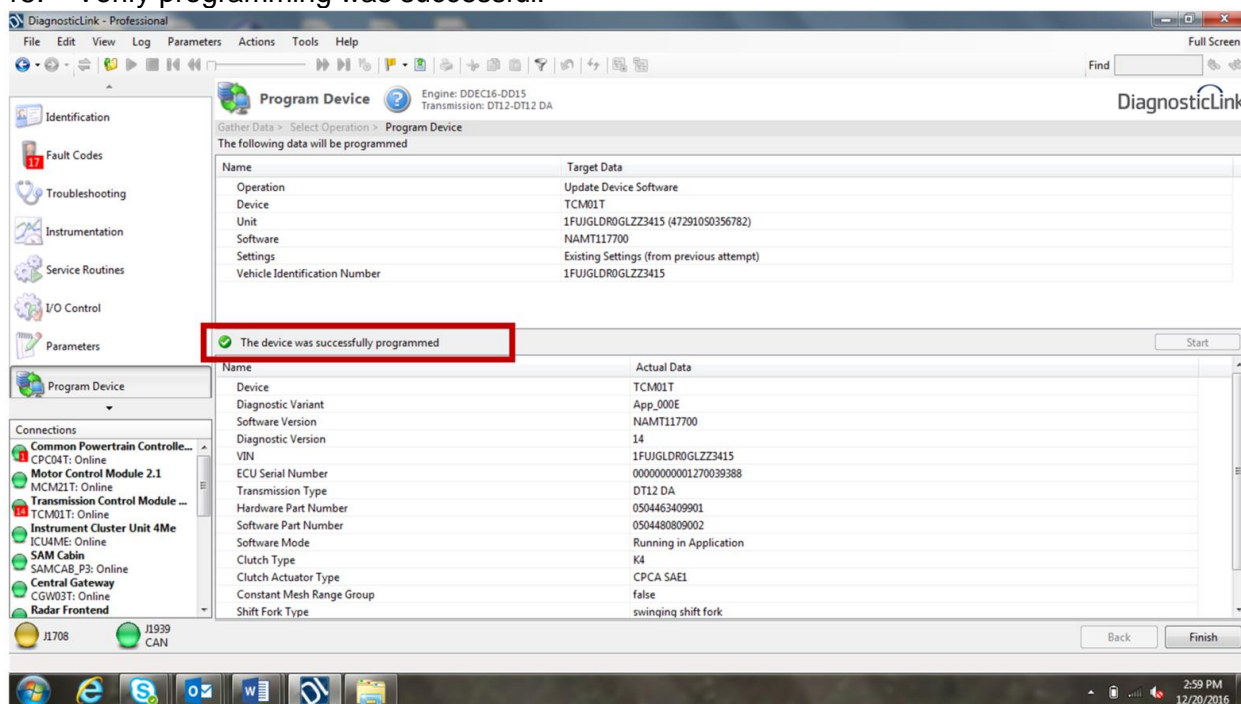 Verify programming was successful.
DiagnosticLink - Professional
File Edit View Log Parameters Actions Tools Help Full Screen
Find
Program Device
Engine: DDEC16-DD15
Transmission: DT12-DT12 DA
DiagnosticLink
Gather Data > Select Operation > Program Device
The following data will be programmed
Name Target Data
Operation Update Device Software
Device TCM01T
Unit 1FUJGLDR0GLZZ3415 (472910S0356782)
Software NAMT117700
Settings Existing Settings (from previous attempt)
Vehicle Identification Number 1FUJGLDR0GLZZ3415
The device was successfully programmed Start
Name Actual Data
Device TCM01T
Diagnostic Variant App_000E
Software Version NAMT117700
Diagnostic Version 14
VIN 1FUJGLDR0GLZZ3415
ECU Serial Number 00000000001270039388
Transmission Type DT12 DA
Hardware Part Number 0504463409901
Software Part Number 0504480809002
Software Mode Running in Application
Clutch Type K4
Clutch Actuator Type CPCA SAE1
Constant Mesh Range Group false
Shift Fork Type swinging shift fork
Back Finish
Identification
17
Fault Codes
Troubleshooting
Instrumentation
Service Routines
I/O Control
Parameters
Program Device
Connections
Common Powertrain Controlle...
1
CPC04T: Online
Motor Control Module 2.1
MCM21T: Online
Transmission Control Module ...
14
TCM01T: Online
Instrument Cluster Unit 4Me
ICU4ME: Online
SAM Cabin
SAMCAB_P3: Online
Central Gateway
CGW03T: Online
Radar Frontend
J1708
J1939
CAN
2:59 PM
12/20/2016